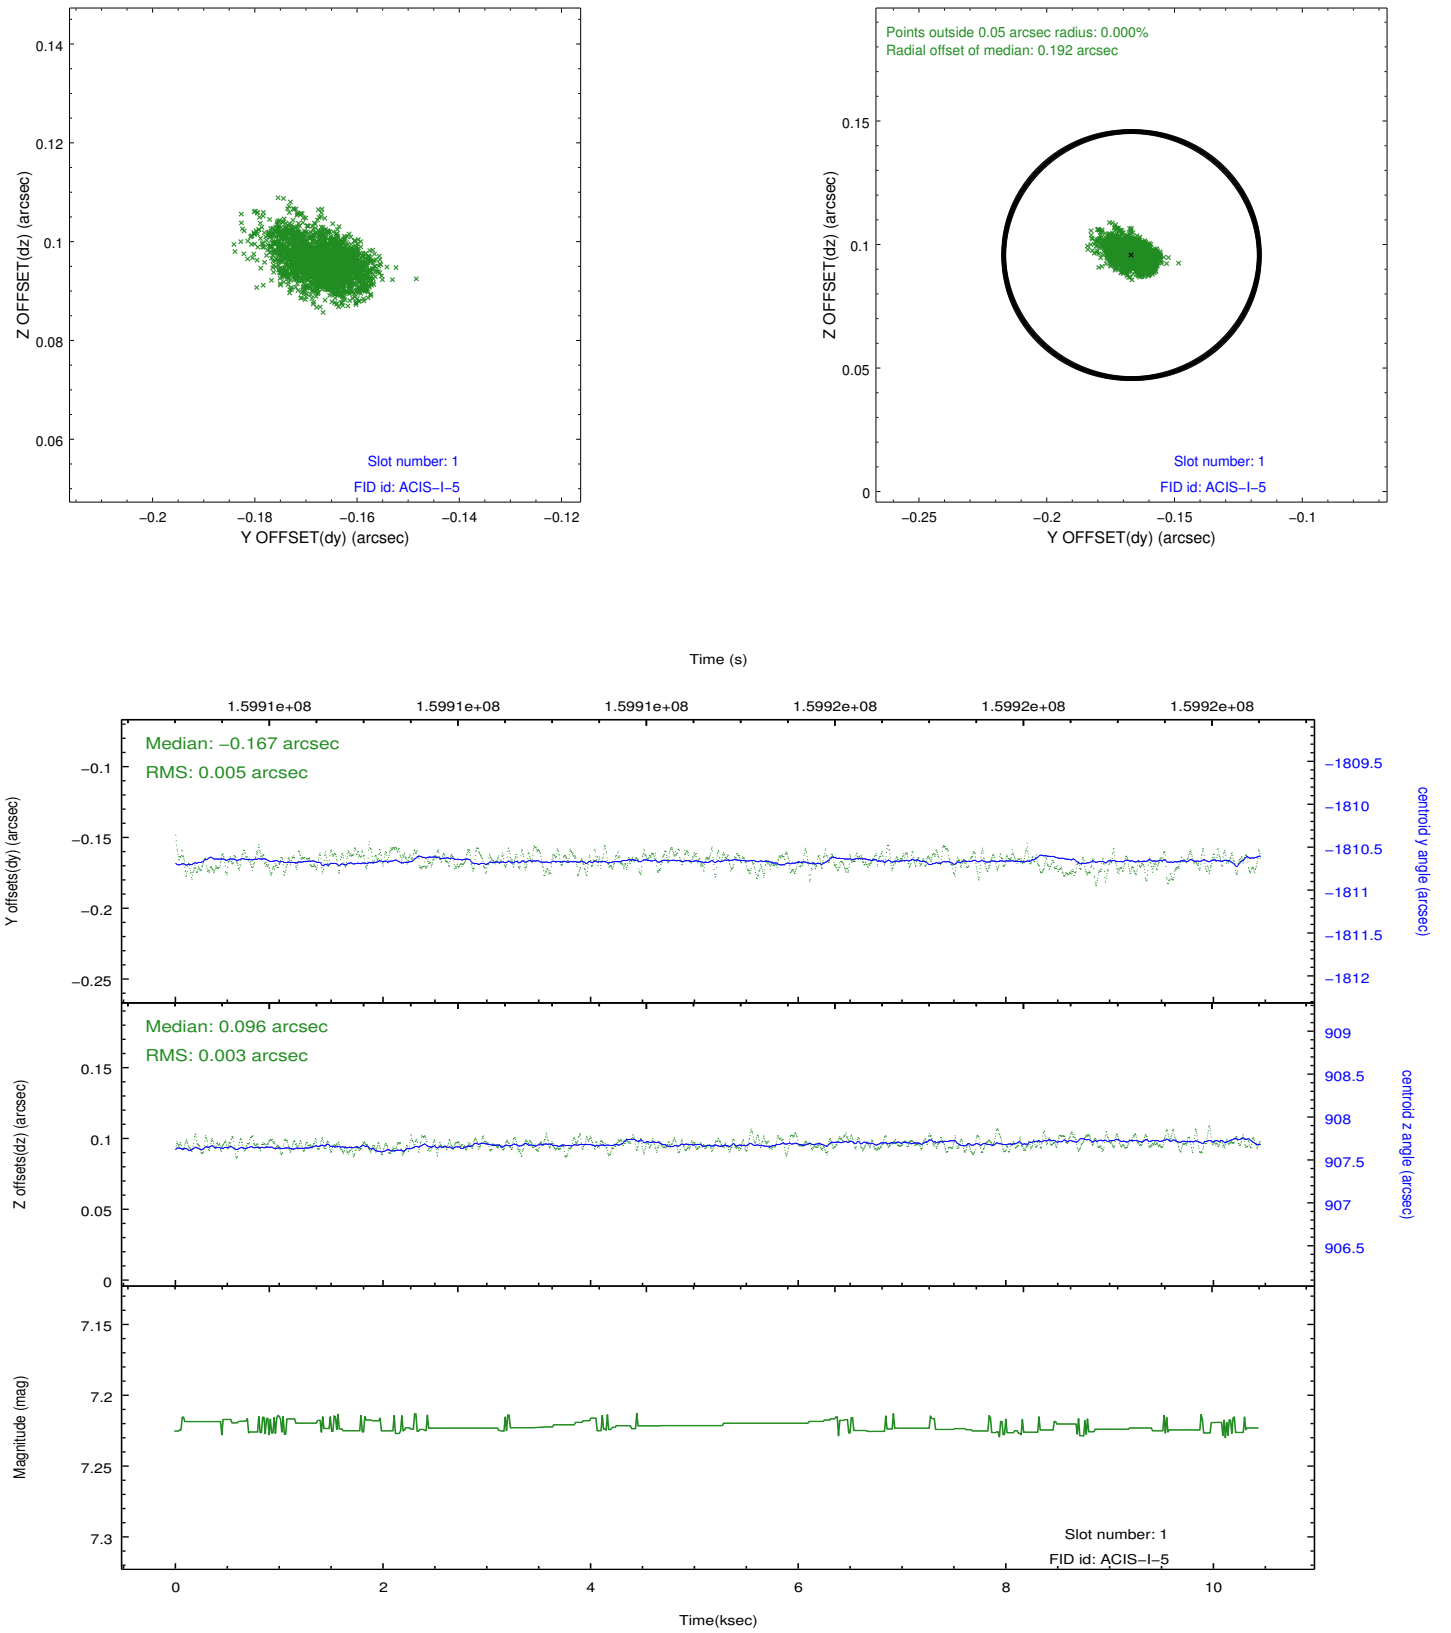 0.14
0.12
0.1
0.08
0.06
Z OFFSET(dz) (arcsec)
Slot number: 1
FID id: ACIS−I−5
−0.2 −0.18 −0.16 −0.14 −0.12
Y OFFSET(dy) (arcsec)
Points outside 0.05 arcsec radius: 0.000%
Radial offset of median: 0.192 arcsec
0.15
0.1
0.05
0
Z OFFSET(dz) (arcsec)
Slot number: 1
FID id: ACIS−I−5
−0.25 −0.2 −0.15 −0.1
Y OFFSET(dy) (arcsec)
Time (s)
1.5991e+08 1.5991e+08 1.5991e+08 1.5992e+08 1.5992e+08 1.5992e+08
Median: −0.167 arcsec
RMS: 0.005 arcsec
−0.1
−0.15
−0.2
−0.25
Y offsets(dy) (arcsec)
−1809.5
−1810
−1810.5
−1811
−1811.5
−1812
centroid y angle (arcsec)
Median: 0.096 arcsec
RMS: 0.003 arcsec
0.15
0.1
0.05
0
Z offsets(dz) (arcsec)
909
908.5
908
907.5
907
906.5
centroid z angle (arcsec)
7.15
7.2
7.25
7.3
Magnitude (mag)
Slot number: 1
FID id: ACIS−I−5
0 2 4 6 8 10
Time(ksec)